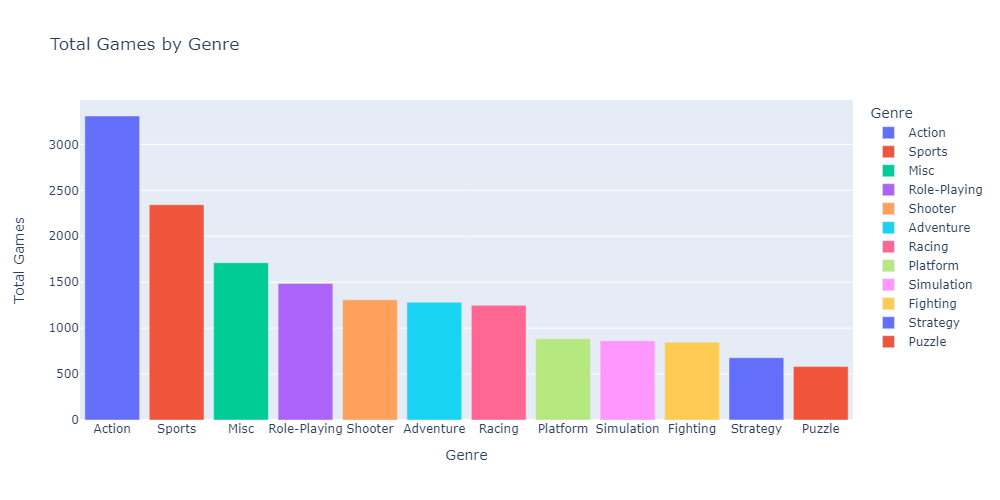 Total Games by Genre
Total Games
3000
2500
2000
1500
1000
500
0
Action Sports Misc Role-Playing Shooter Adventure Racing Platform Simulation Fighting Strategy Puzzle
Genre
Genre
Action
Sports
Misc
Role-Playing
Shooter
Adventure
Racing
Platform
Simulation
Fighting
Strategy
Puzzle